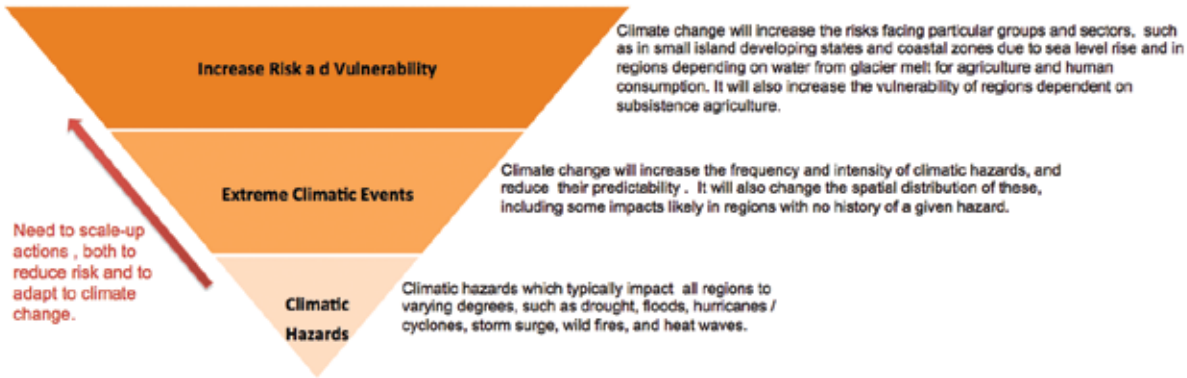 Climate change will increase the risks facing particular groups and sectors,  such
as in small island developing states and coastal zones due to sea level rise and in
regions depending on water from glacier melt for agriculture and human
consumption. It will also increase the vulnerability of regions dependent on
subsistence agriculture.
Increase Risk a d Vulnerability
Climate change will increase the frequency and intensity of climatic hazards, and
reduce  their predictability .  It will also change the spatial distribution of these,
including some impacts likely in regions with no history of a given hazard.
Extreme Climatic Events
Need to scale-up
actions , both to
reduce risk and to
adapt to climate
change.
Climatic
Hazards
Climatic hazards which typically impact  all regions to
varying degrees, such as drought, floods, hurricanes /
cyclones, storm surge, wild fires, and heat waves.